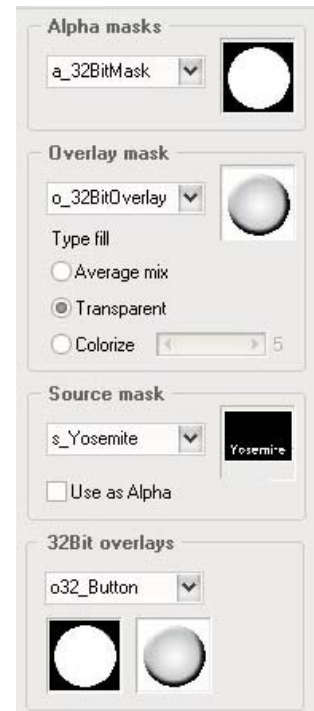 Alpha masks
a_32BitMask
Overlay mask
o_32BitOverlay
Type fill
Average mix
Transparent
Colorize
5
Source mask
s_Yosemite
Yosemite
Use as Alpha
32Bit overlays
o32_Button